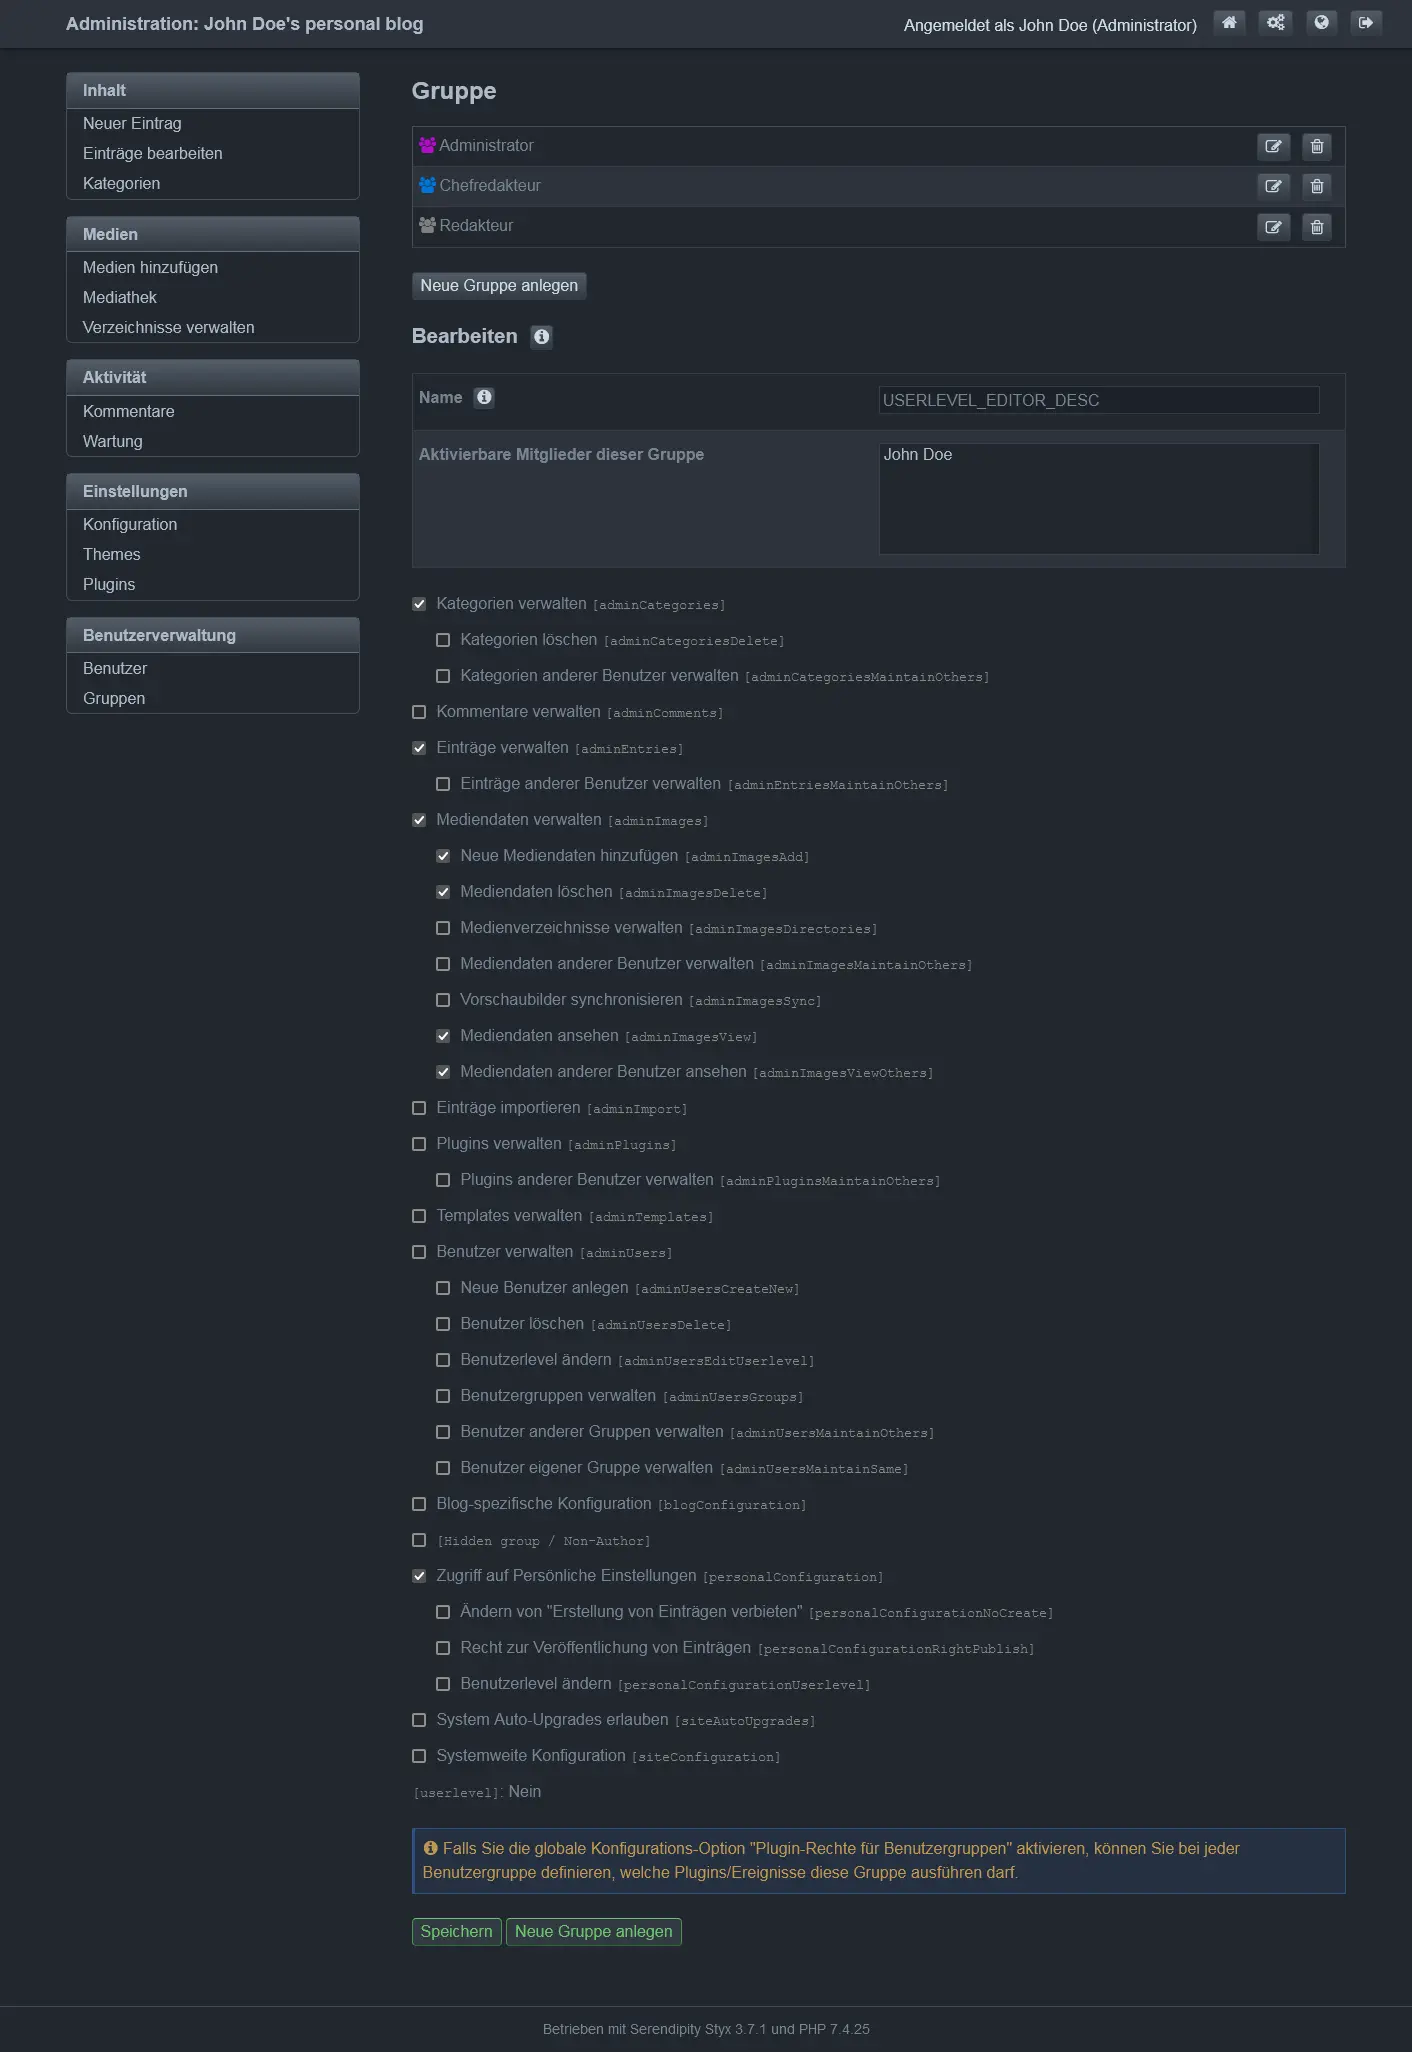 Administration: John Doe's personal blog
Angemeldet als John Doe (Administrator)
Inhalt
Neuer Eintrag
Einträge bearbeiten
Kategorien
Medien
Medien hinzufügen
Mediathek
Verzeichnisse verwalten
Aktivität
Kommentare
Wartung
Einstellungen
Konfiguration
Themes
Plugins
Benutzerverwaltung
Benutzer
Gruppen
Gruppe
Administrator
Chefredakteur
Redakteur
Neue Gruppe anlegen
Bearbeiten
Name
USERLEVEL_EDITOR_DESC
Aktivierbare Mitglieder dieser Gruppe
John Doe
Kategorien verwalten [adminCategories]
Kategorien löschen [adminCategoriesDelete]
Kategorien anderer Benutzer verwalten [adminCategoriesMaintainOthers]
Kommentare verwalten [adminComments]
Einträge verwalten [adminEntries]
Einträge anderer Benutzer verwalten [adminEntriesMaintainOthers]
Mediendaten verwalten [adminImages]
Neue Mediendaten hinzufügen [adminImagesAdd]
Mediendaten löschen [adminImagesDelete]
Medienverzeichnisse verwalten [adminImagesDirectories]
Mediendaten anderer Benutzer verwalten [adminImagesMaintainOthers]
Vorschaubilder synchronisieren [adminImagesSync]
Mediendaten ansehen [adminImagesView]
Mediendaten anderer Benutzer ansehen [adminImagesViewOthers]
Einträge importieren [adminImport]
Plugins verwalten [adminPlugins]
Plugins anderer Benutzer verwalten [adminPluginsMaintainOthers]
Templates verwalten [adminTemplates]
Benutzer verwalten [adminUsers]
Neue Benutzer anlegen [adminUsersCreateNew]
Benutzer löschen [adminUsersDelete]
Benutzerlevel ändern [adminUsersEditUserlevel]
Benutzergruppen verwalten [adminUsersGroups]
Benutzer anderer Gruppen verwalten [adminUsersMaintainOthers]
Benutzer eigener Gruppe verwalten [adminUsersMaintainSame]
Blog-spezifische Konfiguration [blogConfiguration]
[Hidden group / Non-Author]
Zugriff auf Persönliche Einstellungen [personalConfiguration]
Ändern von "Erstellung von Einträgen verbieten" [personalConfigurationNoCreate]
Recht zur Veröffentlichung von Einträgen [personalConfigurationRightPublish]
Benutzerlevel ändern [personalConfigurationUserlevel]
System Auto-Upgrades erlauben [siteAutoUpgrades]
Systemweite Konfiguration [siteConfiguration]
[userlevel]: Nein
Falls Sie die globale Konfigurations-Option "Plugin-Rechte für Benutzergruppen" aktivieren, können Sie bei jeder
Benutzergruppe definieren, welche Plugins/Ereignisse diese Gruppe ausführen darf.
Speichern
Neue Gruppe anlegen
Betrieben mit Serendipity Styx 3.7.1 und PHP 7.4.25